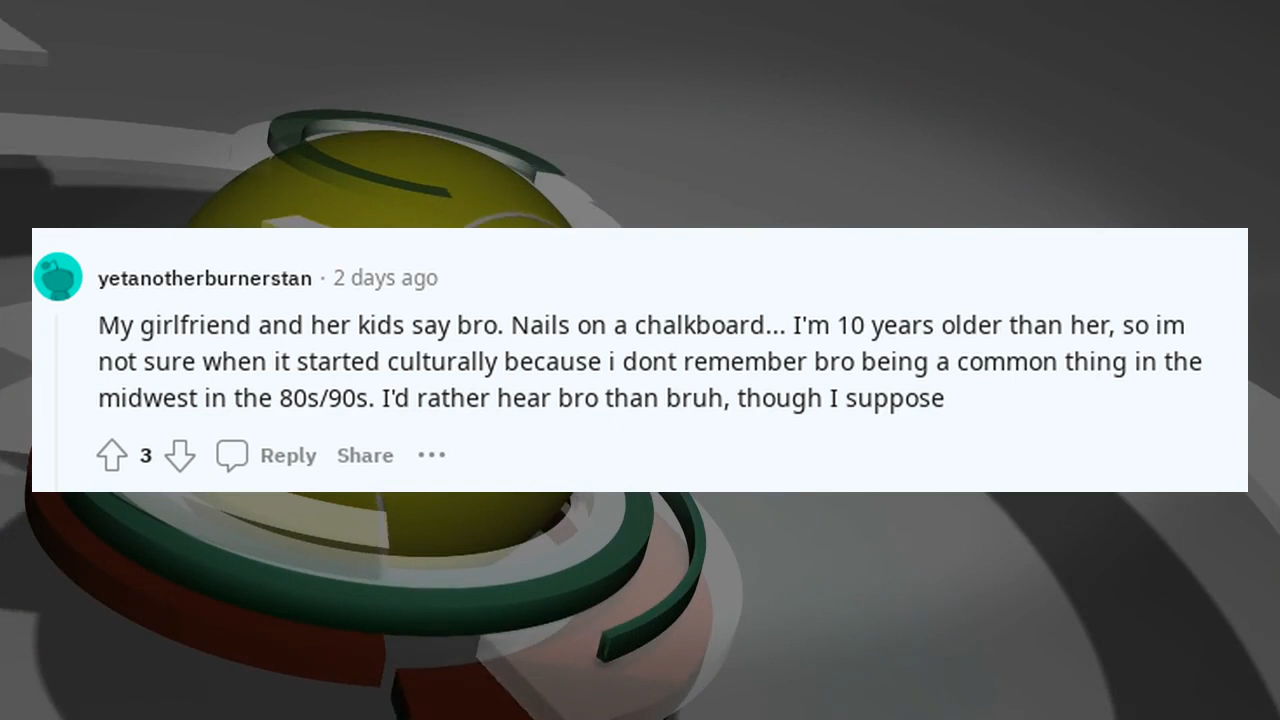 yetanotherburnerstan · 2 days ago
My girlfriend and her kids say bro. Nails on a chalkboard... I'm 10 years older than her, so im
not sure when it started culturally because i dont remember bro being a common thing in the
midwest in the 80s/90s. I'd rather hear bro than bruh, though I suppose
3 Reply Share